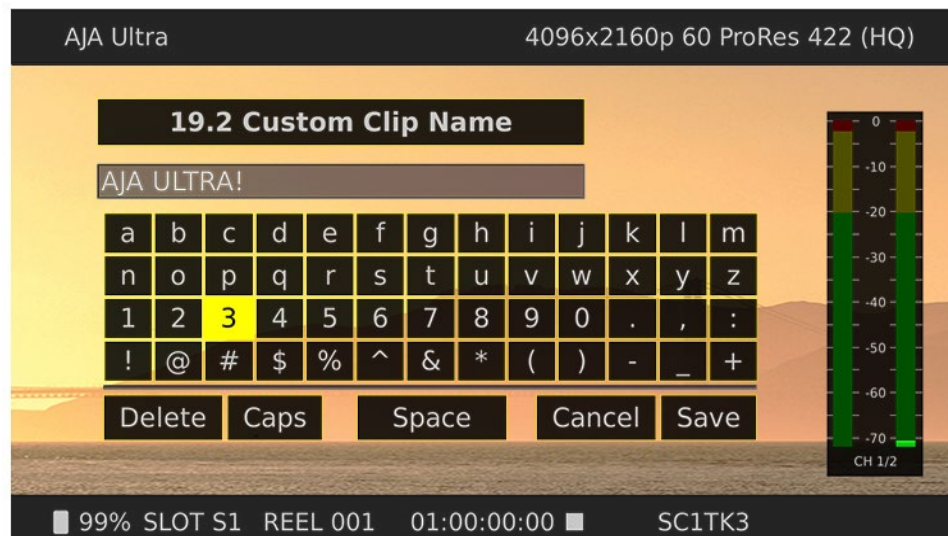 AJA Ultra 4096x2160p 60 ProRes 422 (HQ)
19.2 Custom Clip Name
AJA ULTRA!
a b c d e f g h i j k l m
n o p q r s t u v w x y z
1 2 3 4 5 6 7 8 9 0 . , :
! @ # $ % ^ & * ( ) - _ +
Delete Caps Space Cancel Save
0
-10
-20
-30
-40
-50
-60
-70
CH 1/2
99% SLOT S1 REEL 001 01:00:00:00 SC1TK3